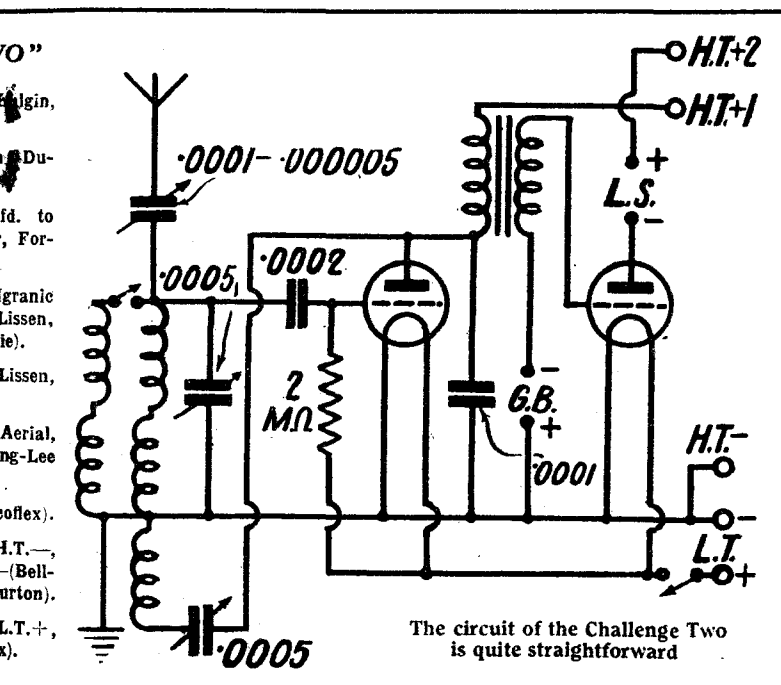 VO"
algin,
Du-
fd. to
, For-
granic
Lissen,
ie).
Lissen,
Aerial,
ng-Lee
eoflex).
H.T.—,
—(Bell-
urton).
L.T.+,
x).
H.T.+2
H.T.+1
·0001-·000005
+
L.S.
-
·0005
·0002
2
MΩ
-
G.B.
+
·0001
H.T.-
-
L.T.
+
·0005
The circuit of the Challenge Two
is quite straightforward